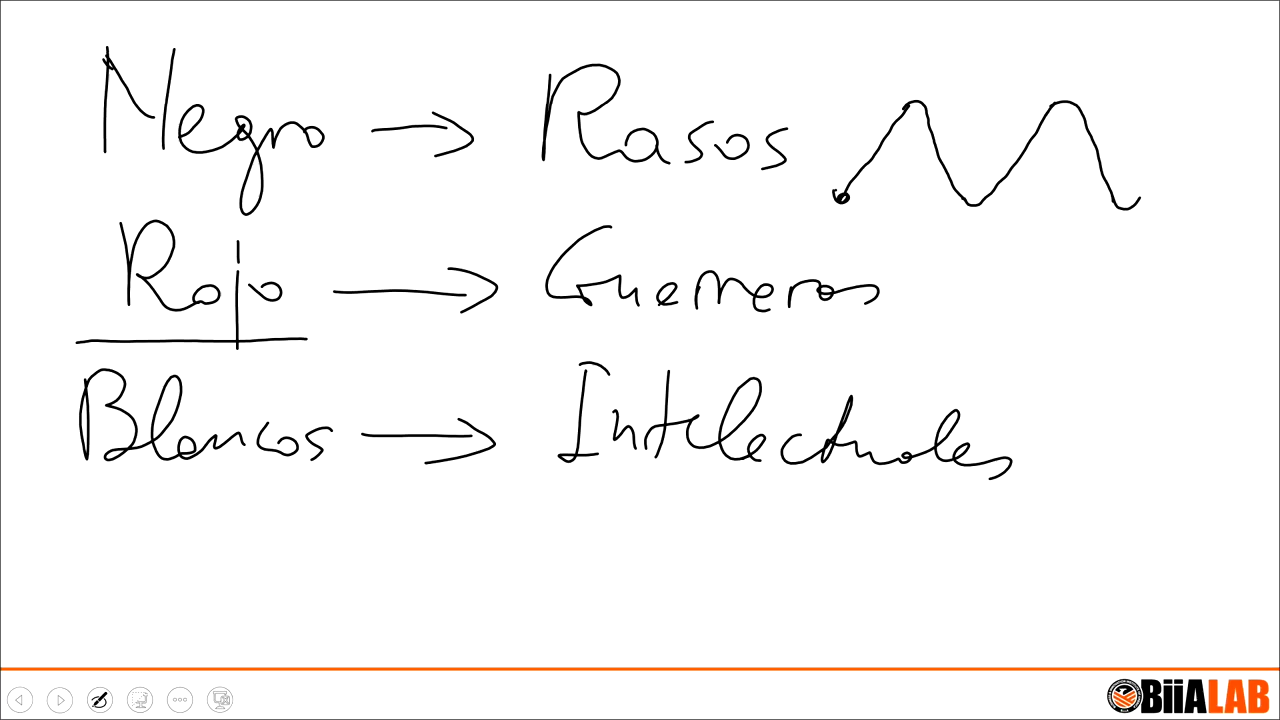 Negro → Rasos
Rojo → Guerreros
Blancos → Intelectuales
BiiALAB